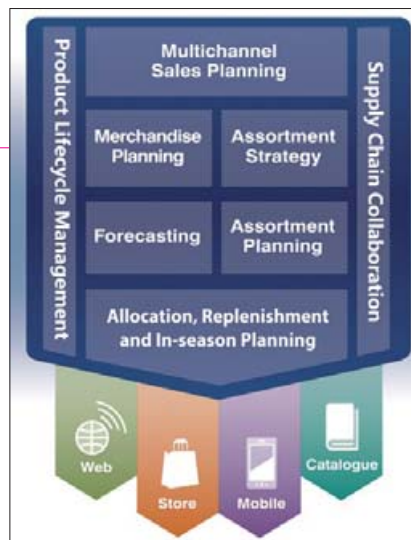 Product Lifecycle Management
Multichannel
Sales Planning
Supply Chain Collaboration
Merchandise
Planning
Assortment
Strategy
Forecasting
Assortment
Planning
Allocation, Replenishment
and In-season Planning
Web
Store
Mobile
Catalogue